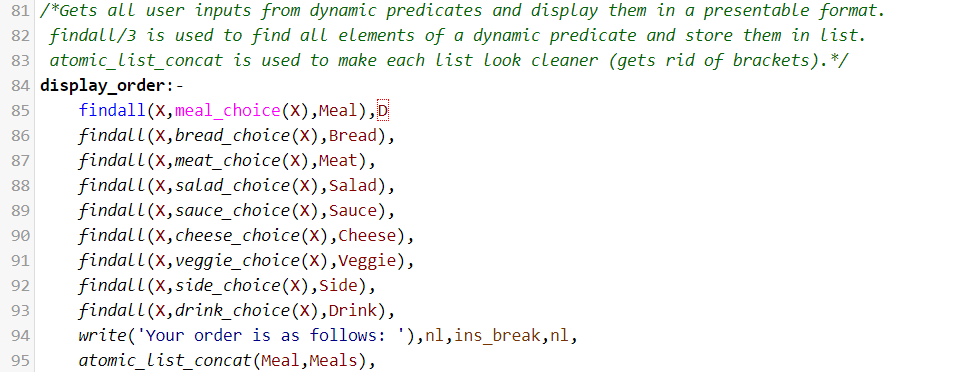 81 /*Gets all user inputs from dynamic predicates and display them in a presentable format.
82 findall/3 is used to find all elements of a dynamic predicate and store them in list.
83 atomic_list_concat is used to make each list look cleaner (gets rid of brackets).*/
84 display_order:-
85 findall(X,meal_choice(X),Meal),D
86 findall(X,bread_choice(X),Bread),
87 findall(X,meat_choice(X),Meat),
88 findall(X,salad_choice(X),Salad),
89 findall(X,sauce_choice(X),Sauce),
90 findall(X,cheese_choice(X),Cheese),
91 findall(X,veggie_choice(X),Veggie),
92 findall(X,side_choice(X),Side),
93 findall(X,drink_choice(X),Drink),
94 write('Your order is as follows: '),nl,ins_break,nl,
95 atomic_list_concat(Meal,Meals),